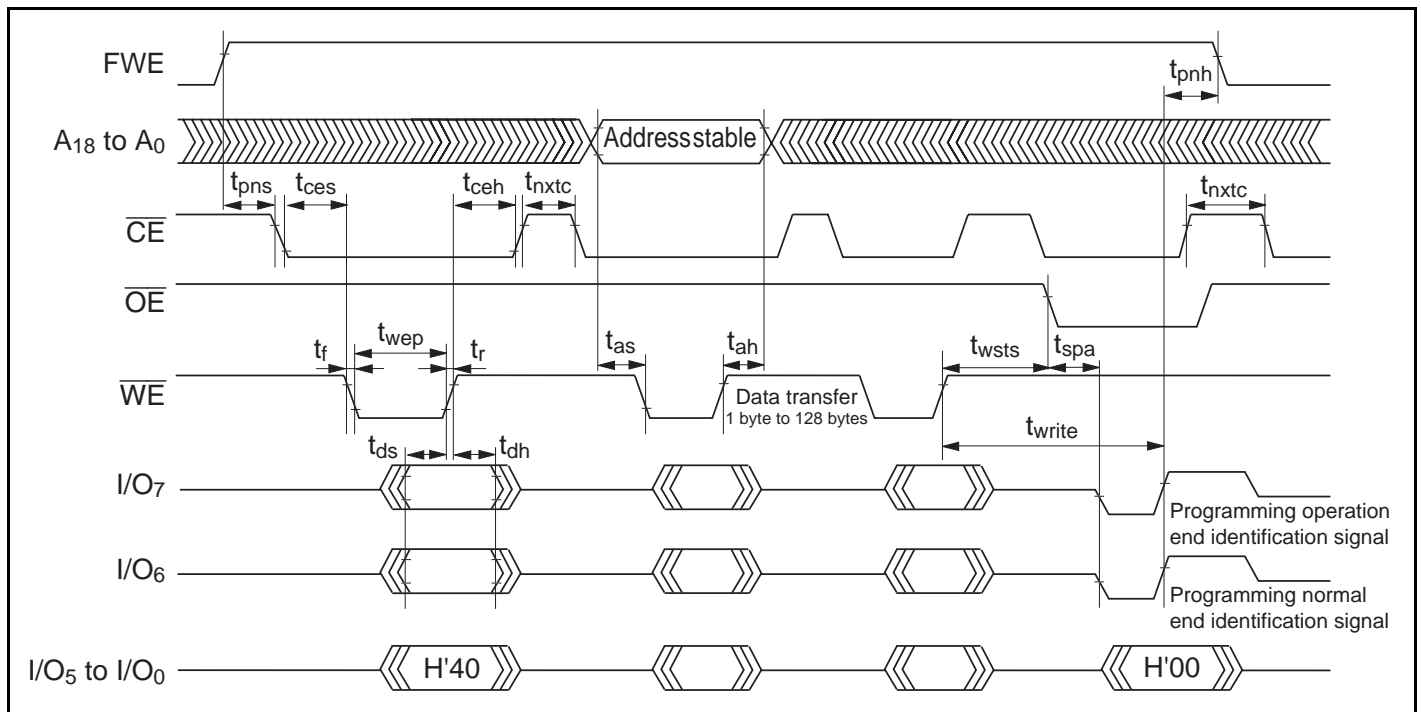 FWE
tpnh
A18 to A0
Address stable
tpns
tces
tceh
tnxtc
tnxtc
CE
OE
twep
tf
tr
tas
tah
twsts
tspa
WE
Data transfer
1 byte to 128 bytes
twrite
tds
tdh
I/O7
Programming operation
end identification signal
I/O6
Programming normal
end identification signal
I/O5 to I/O0
H'40
H'00